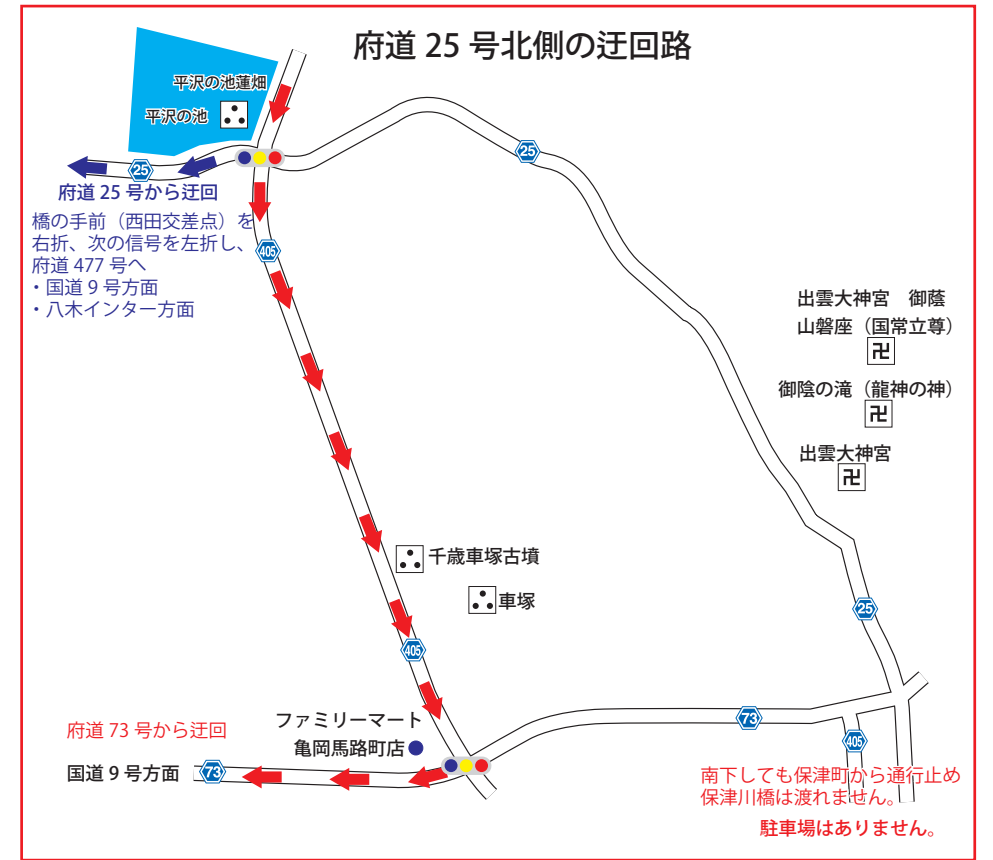 府道 25 号北側の迂回路
平沢の池蓮畑
平沢の池
25
25
府道 25 号から迂回
橋の手前（西田交差点）を
右折、次の信号を左折し、
府道 477 号へ
・国道 9 号方面
・八木インター方面
405
出雲大神宮　御蔭
山磐座（国常立尊）
卍
御陰の滝（龍神の神）
卍
出雲大神宮
卍
千歳車塚古墳
車塚
25
405
府道 73 号から迂回
ファミリーマート
亀岡馬路町店
73
405
国道 9 号方面
73
南下しても保津町から通行止め
保津川橋は渡れません。
駐車場はありません。